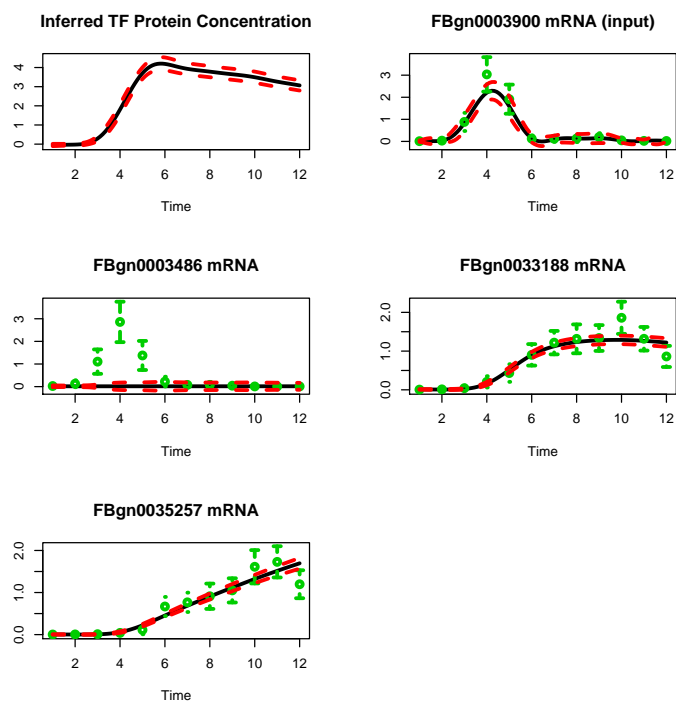 Inferred TF Protein Concentration
4
3
2
1
0
2 4 6 8 10 12
Time
FBgn0003900 mRNA (input)
3
2
1
0
2 4 6 8 10 12
Time
FBgn0003486 mRNA
3
2
1
0
2 4 6 8 10 12
Time
FBgn0033188 mRNA
2.0
1.0
0.0
2 4 6 8 10 12
Time
FBgn0035257 mRNA
2.0
1.0
0.0
2 4 6 8 10 12
Time